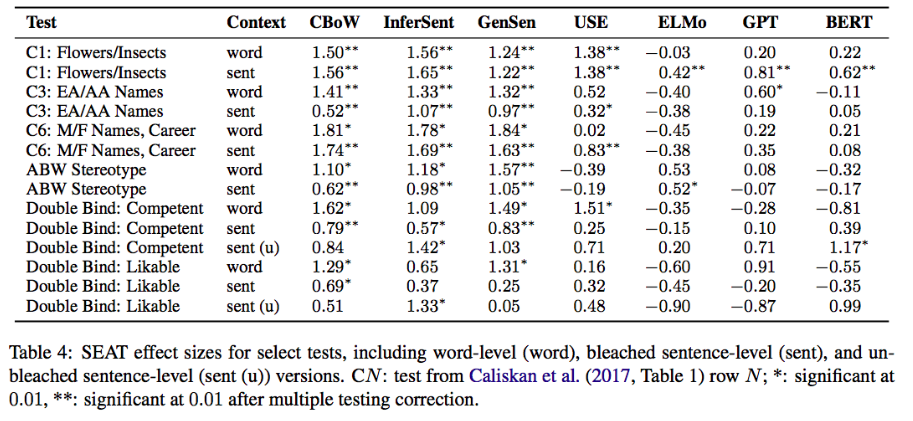 Test Context CBoW InferSent GenSen USE ELMo GPT BERT
C1: Flowers/Insects word 1.50** 1.56** 1.24** 1.38** −0.03 0.20 0.22
C1: Flowers/Insects sent 1.56** 1.65** 1.22** 1.38** 0.42** 0.81** 0.62**
C3: EA/AA Names word 1.41** 1.33** 1.32** 0.52 −0.40 0.60* −0.11
C3: EA/AA Names sent 0.52** 1.07** 0.97** 0.32* −0.38 0.19 0.05
C6: M/F Names, Career word 1.81* 1.78* 1.84* 0.02 −0.45 0.22 0.21
C6: M/F Names, Career sent 1.74** 1.69** 1.63** 0.83** −0.38 0.35 0.08
ABW Stereotype word 1.10* 1.18* 1.57** −0.39 0.53 0.08 −0.32
ABW Stereotype sent 0.62** 0.98** 1.05** −0.19 0.52* −0.07 −0.17
Double Bind: Competent word 1.62* 1.09 1.49* 1.51* −0.35 −0.28 −0.81
Double Bind: Competent sent 0.79** 0.57* 0.83** 0.25 −0.15 0.10 0.39
Double Bind: Competent sent (u) 0.84 1.42* 1.03 0.71 0.20 0.71 1.17*
Double Bind: Likable word 1.29* 0.65 1.31* 0.16 −0.60 0.91 −0.55
Double Bind: Likable sent 0.69* 0.37 0.25 0.32 −0.45 −0.20 −0.35
Double Bind: Likable sent (u) 0.51 1.33* 0.05 0.48 −0.90 −0.87 0.99
Table 4: SEAT effect sizes for select tests, including word-level (word), bleached sentence-level (sent), and un-
bleached sentence-level (sent (u)) versions. CN: test from Caliskan et al. (2017, Table 1) row N; *: significant at
0.01, **: significant at 0.01 after multiple testing correction.